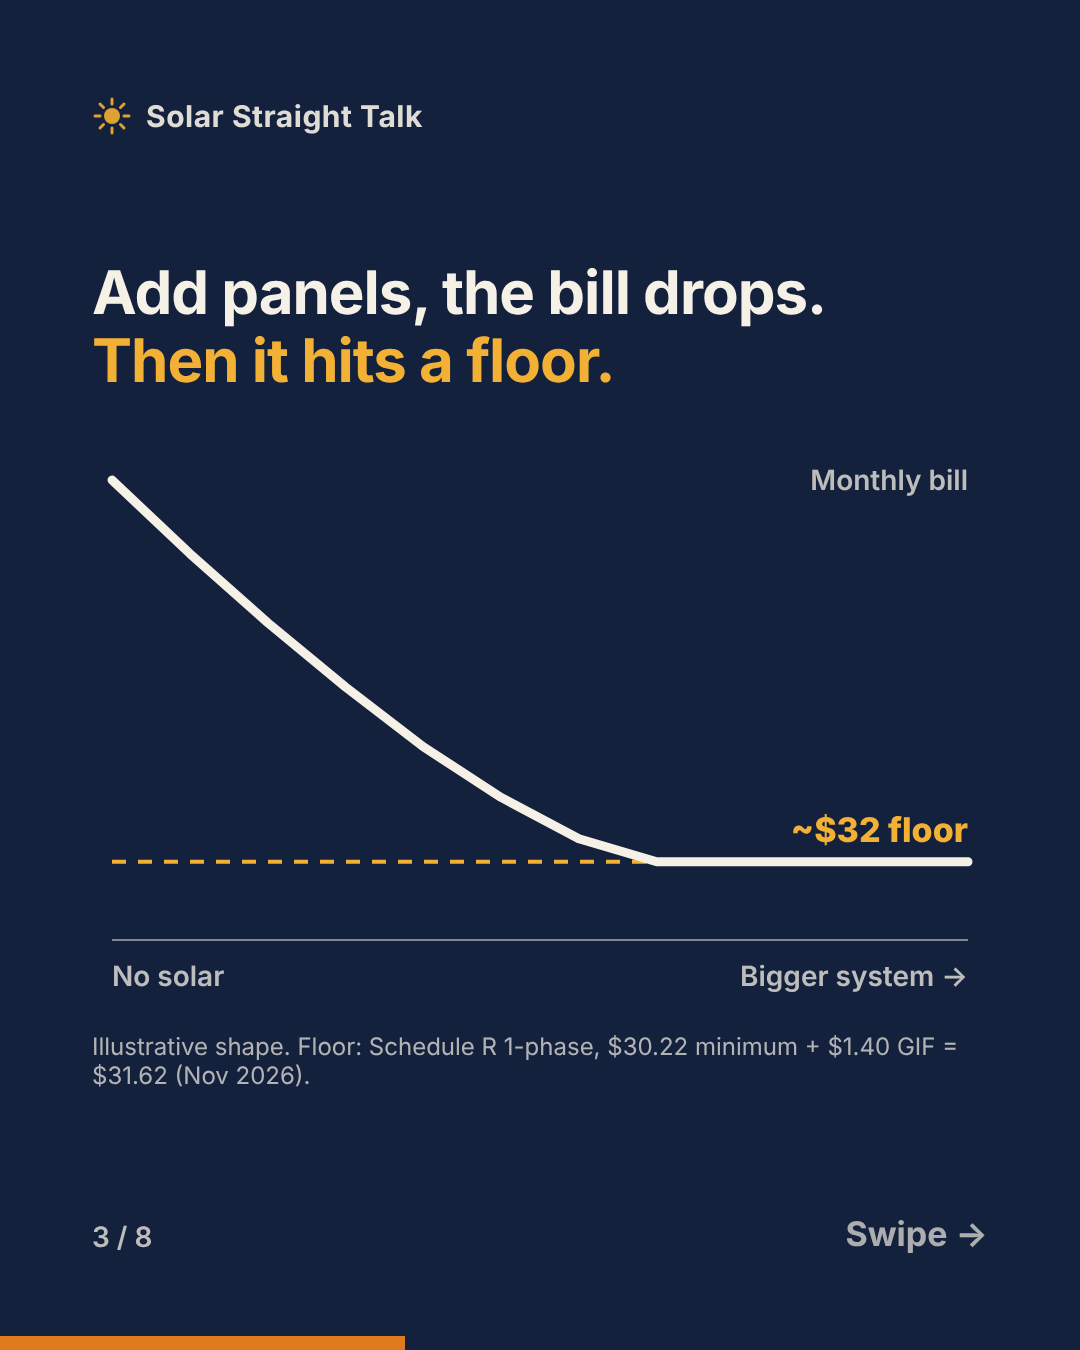 Solar Straight Talk
Add panels, the bill drops.
Then it hits a floor.
Monthly bill
~$32 floor
No solar
Bigger system →
Illustrative shape. Floor: Schedule R 1-phase, $30.22 minimum + $1.40 GIF =
$31.62 (Nov 2026).
3 / 8
Swipe →